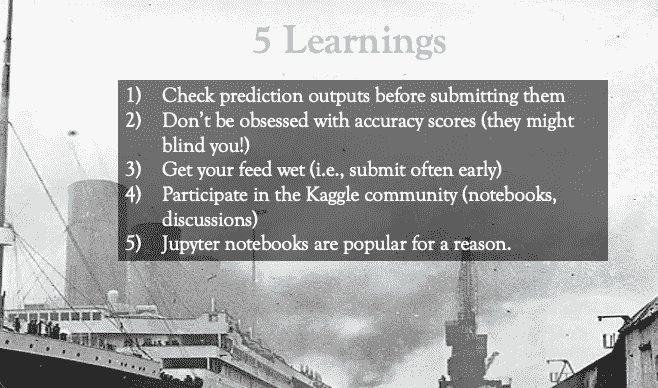 5 Learnings
1) Check prediction outputs before submitting them
2) Don't be obsessed with accuracy scores (they might
blind you!)
3) Get your feed wet (i.e., submit often early)
4) Participate in the Kaggle community (notebooks,
discussions)
5) Jupyter notebooks are popular for a reason.